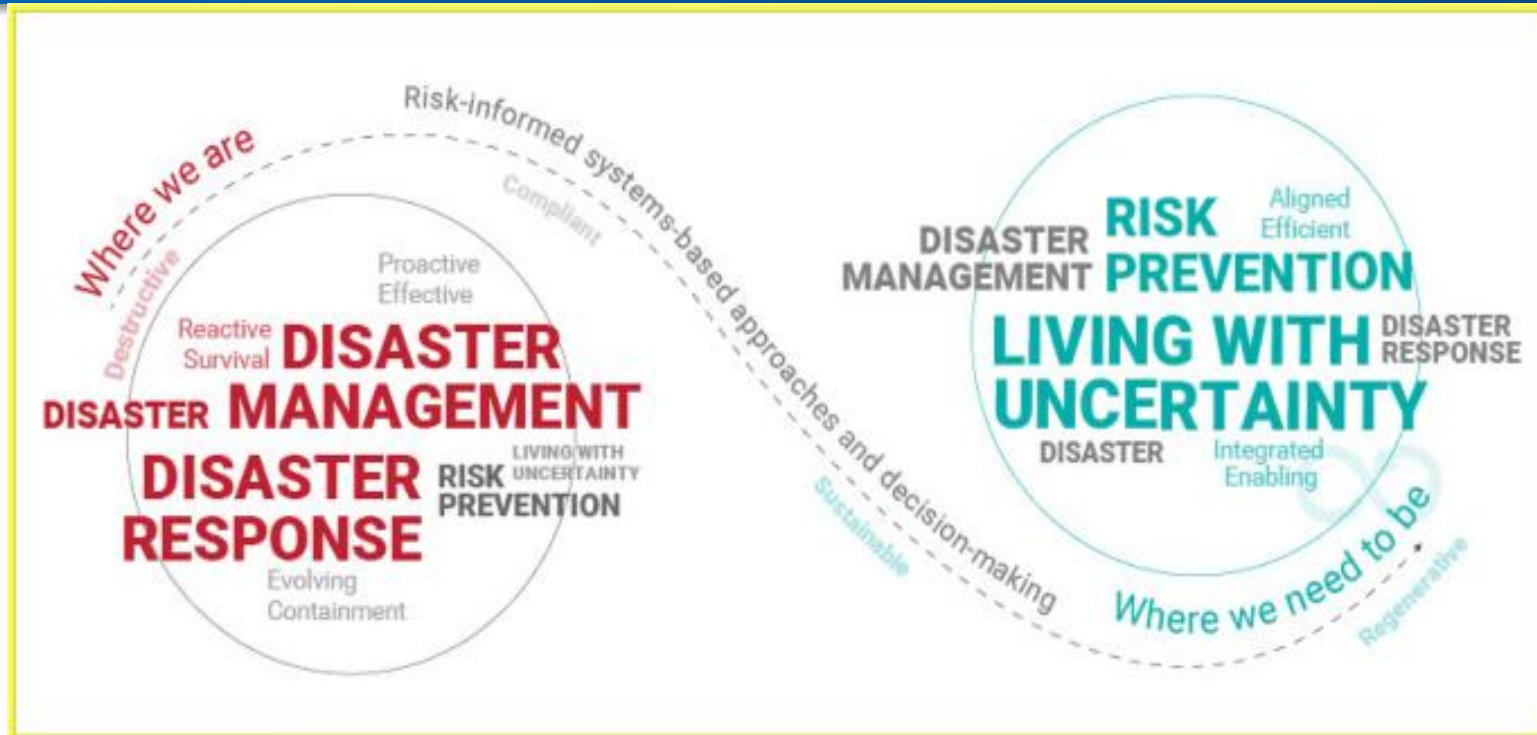 Where we are
Destructive
Risk-informed systems-based approaches and decision-making
Compliant
Sustainable
Proactive
Effective
Reactive
Survival
DISASTER
MANAGEMENT
DISASTER
DISASTER
RESPONSE
RISK
PREVENTION
LIVING WITH
UNCERTAINTY
Evolving
Containment
RISK
PREVENTION
Aligned
Efficient
DISASTER
MANAGEMENT
LIVING WITH
UNCERTAINTY
DISASTER
RESPONSE
DISASTER
Integrated
Enabling
Where we need to be
Regenerative